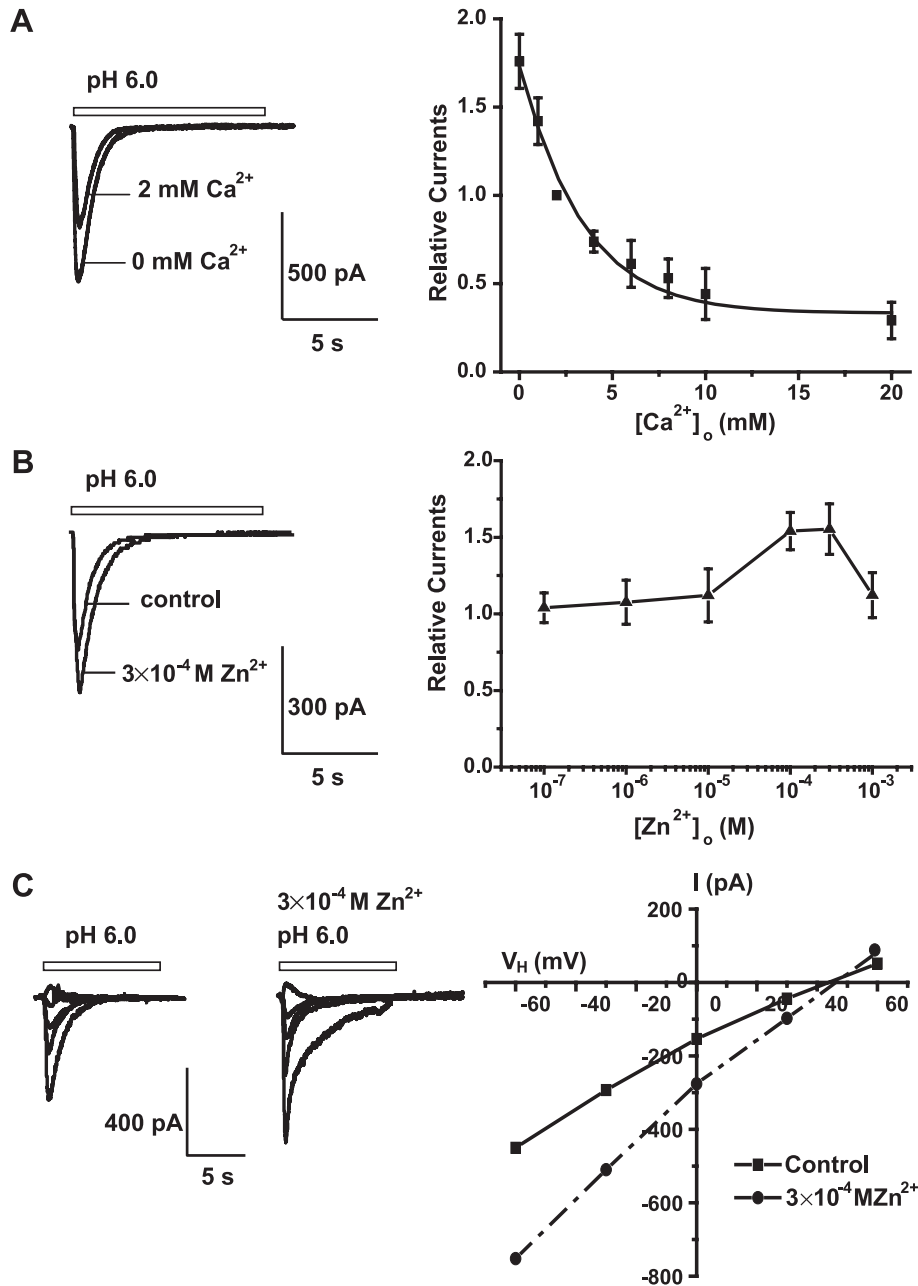 A
pH 6.0
2 mM Ca²⁺
0 mM Ca²⁺
500 pA
5 s
Relative Currents
2.0
1.5
1.0
0.5
0.0
0 5 10 15 20
[Ca²⁺]ₒ (mM)
B
pH 6.0
control
3×10⁻⁴ M Zn²⁺
300 pA
5 s
Relative Currents
2.0
1.5
1.0
0.5
0.0
10⁻⁷ 10⁻⁶ 10⁻⁵ 10⁻⁴ 10⁻³
[Zn²⁺]ₒ (M)
C
pH 6.0
3×10⁻⁴ M Zn²⁺
pH 6.0
400 pA
5 s
I (pA)
V_H (mV)
200
0
-60 -40 -20 0 20 40 60
-200
-400
-600
-800
Control
3×10⁻⁴ MZn²⁺